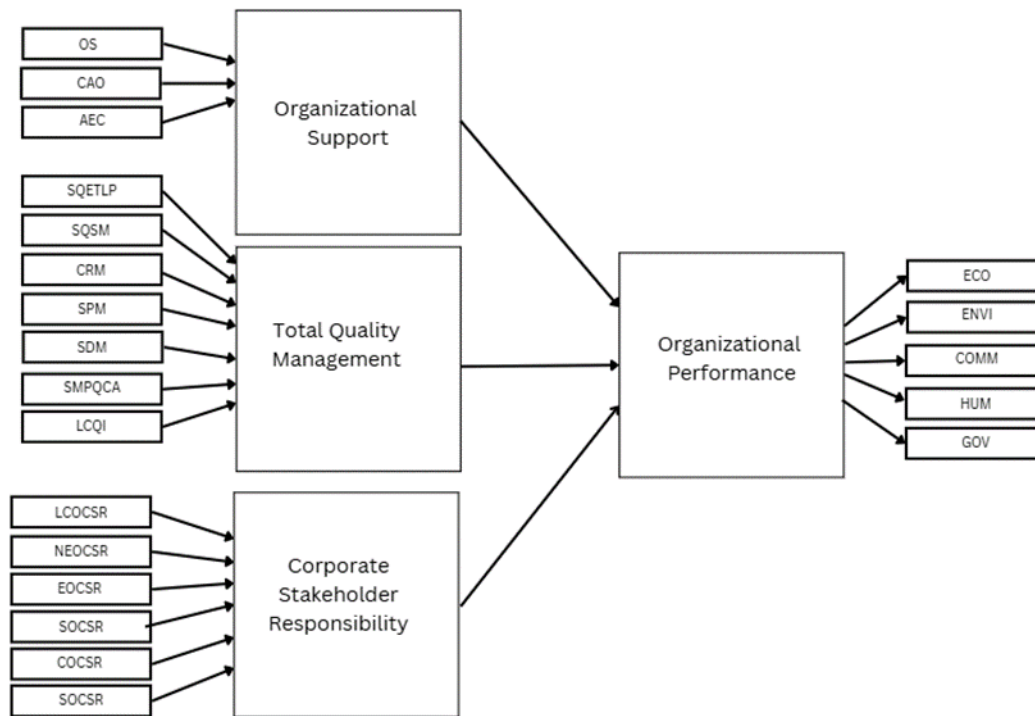 OS
CAO
AEC
Organizational
Support
SQETLP
SQSM
CRM
SPM
SDM
SMPQCA
LCQI
Total Quality
Management
LCOCSR
NEOCSR
EOCSR
SOCSR
COCSR
SOCSR
Corporate
Stakeholder
Responsibility
Organizational
Performance
ECO
ENVI
COMM
HUM
GOV